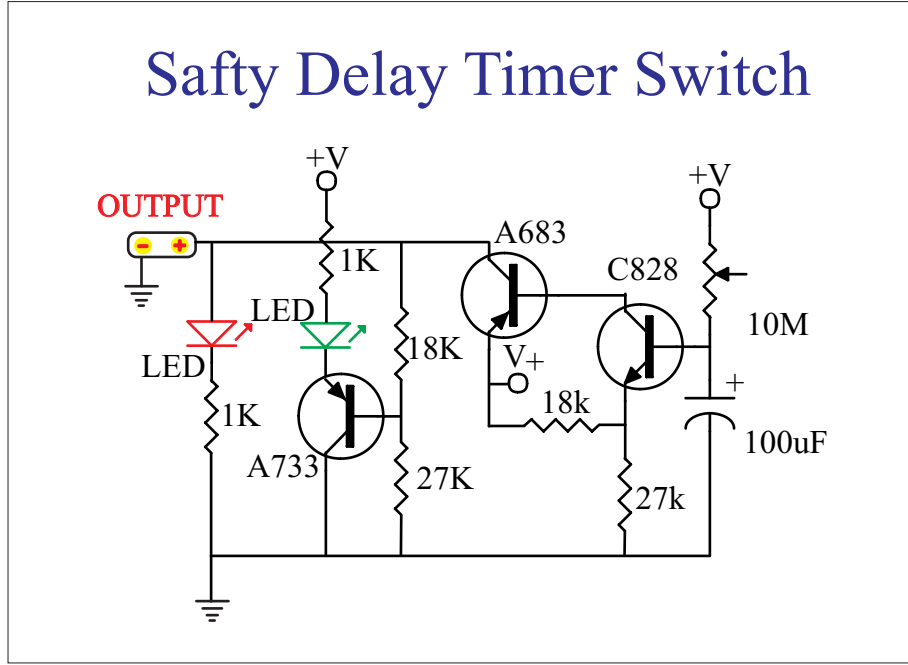 Safty Delay Timer Switch
+V
+V
OUTPUT
A683
1K
C828
LED
10M
V+
LED
18K
18k
+
1K
100uF
A733
27K
27k